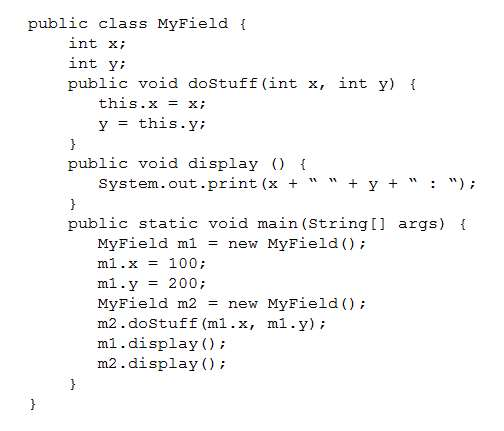 public class MyField {
int x;
int y;
public void doStuff(int x, int y) {
this.x = x;
y = this.y;
}
public void display () {
System.out.print(x + “ “ + y + “ : “);
}
public static void main(String[] args) {
MyField m1 = new MyField();
m1.x = 100;
m1.y = 200;
MyField m2 = new MyField();
m2.doStuff(m1.x, m1.y);
m1.display();
m2.display();
}
}